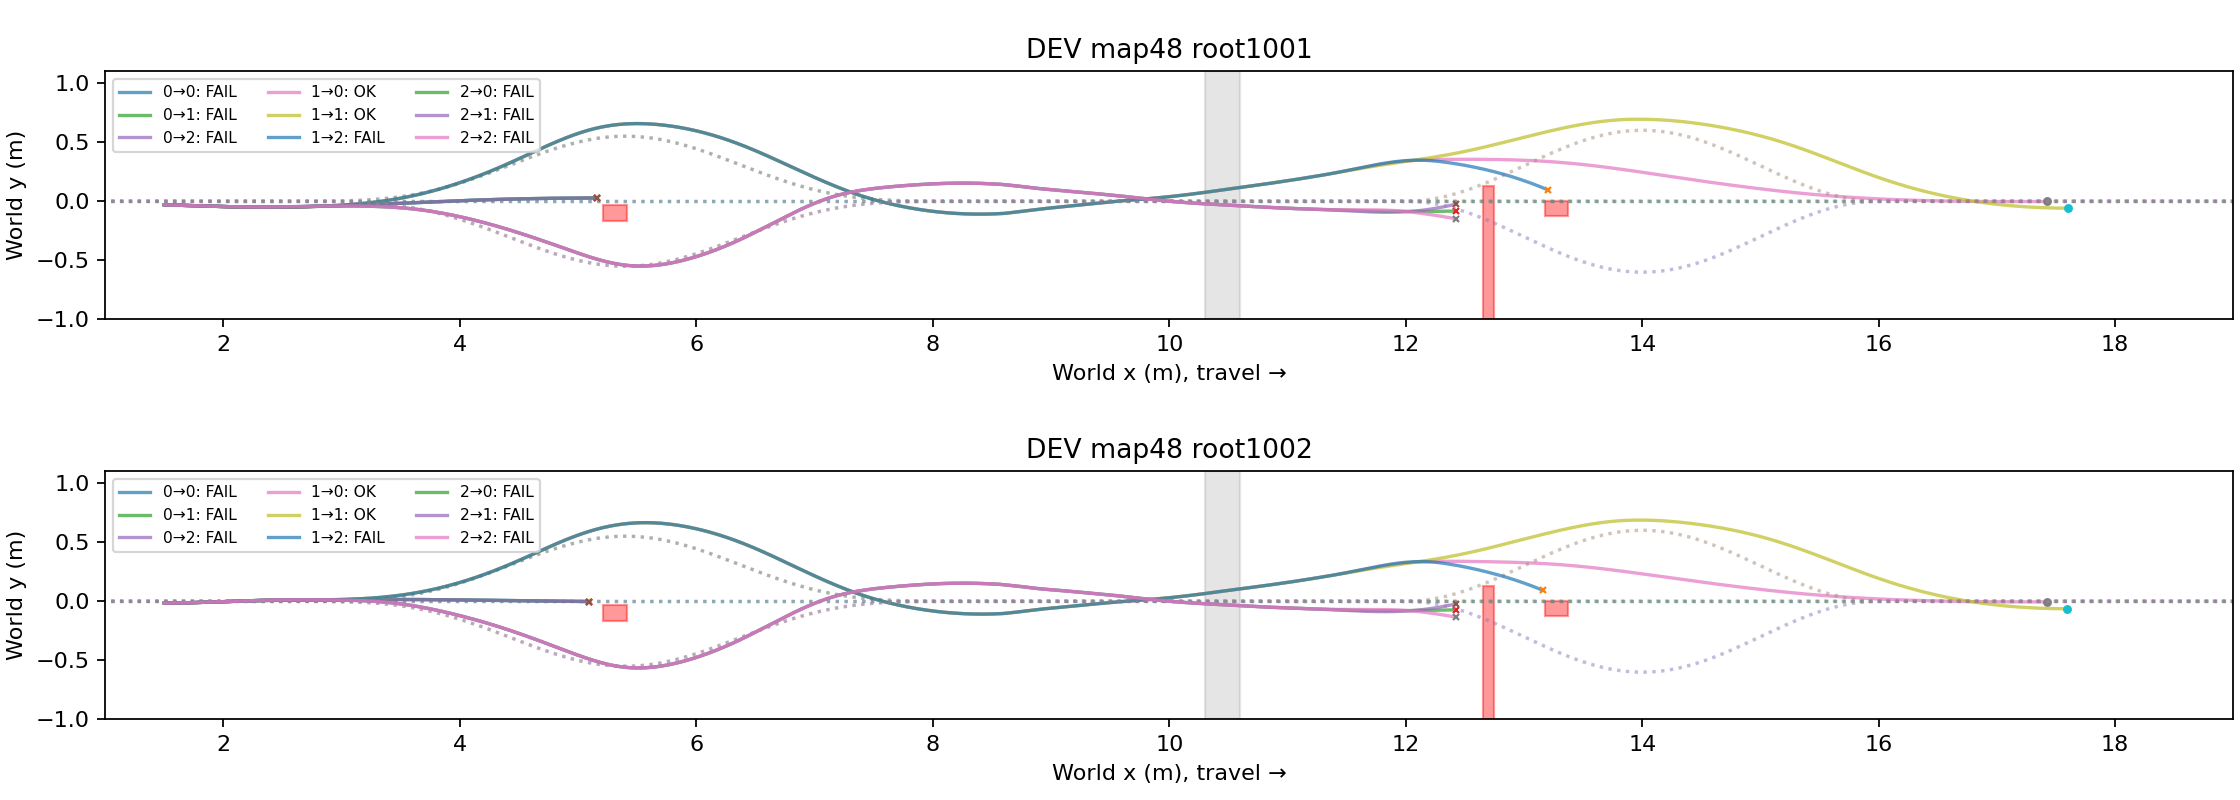 DEV map48 root1001
0→0: FAIL 1→0: OK 2→0: FAIL
0→1: FAIL 1→1: OK 2→1: FAIL
0→2: FAIL 1→2: FAIL 2→2: FAIL
World y (m)
1.0
0.5
0.0
−0.5
−1.0
2 4 6 8 10 12 14 16 18
World x (m), travel →
DEV map48 root1002
0→0: FAIL 1→0: OK 2→0: FAIL
0→1: FAIL 1→1: OK 2→1: FAIL
0→2: FAIL 1→2: FAIL 2→2: FAIL
World y (m)
1.0
0.5
0.0
−0.5
−1.0
2 4 6 8 10 12 14 16 18
World x (m), travel →